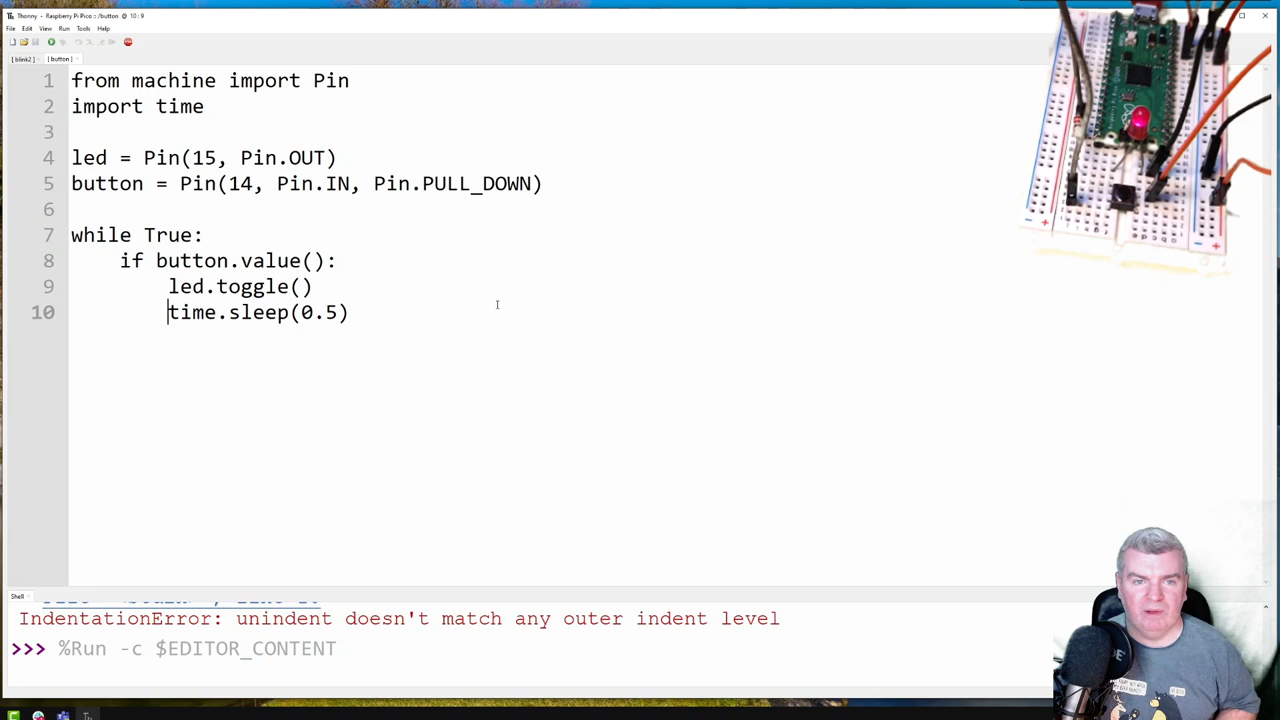 Thonny - Raspberry Pi Pico :: /button @ 10 : 9
File Edit View Run Tools Help
[ blink2 ] × [ button ] ×
1 from machine import Pin
2 import time
3
4 led = Pin(15, Pin.OUT)
5 button = Pin(14, Pin.IN, Pin.PULL_DOWN)
6
7 while True:
8 if button.value():
9 led.toggle()
10 time.sleep(0.5)
Shell ×
IndentationError: unindent doesn't match any outer indent level
>>> %Run -c $EDITOR_CONTENT